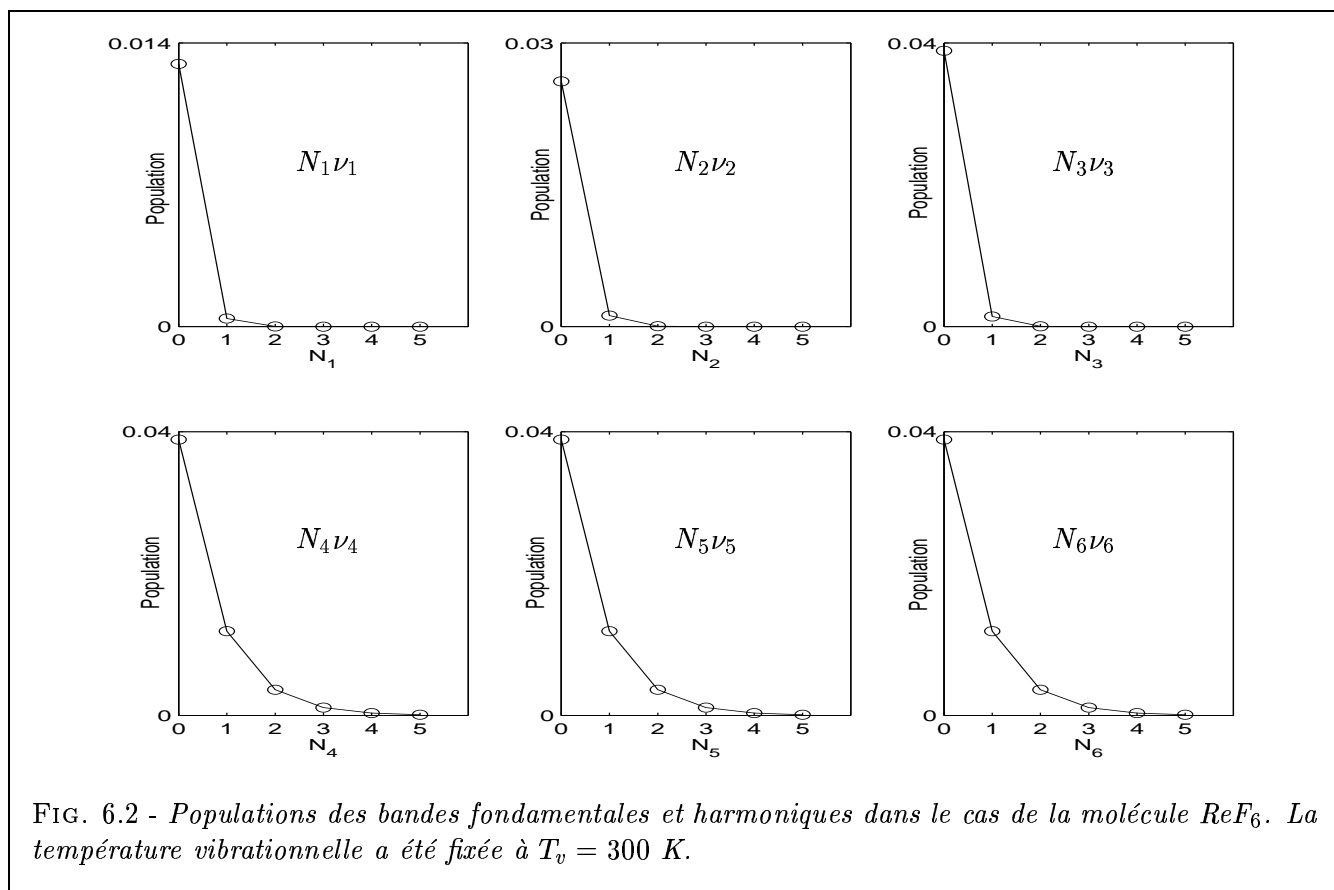 0.014
Population
N₁ν₁
0
0 1 2 3 4 5
N₁
0.03
Population
N₂ν₂
0
0 1 2 3 4 5
N₂
0.04
Population
N₃ν₃
0
0 1 2 3 4 5
N₃
0.04
Population
N₄ν₄
0
0 1 2 3 4 5
N₄
0.04
Population
N₅ν₅
0
0 1 2 3 4 5
N₅
0.04
Population
N₆ν₆
0
0 1 2 3 4 5
N₆
FIG. 6.2 - Populations des bandes fondamentales et harmoniques dans le cas de la molécule ReF₆. La
température vibrationnelle a été fixée à Tᵥ = 300 K.